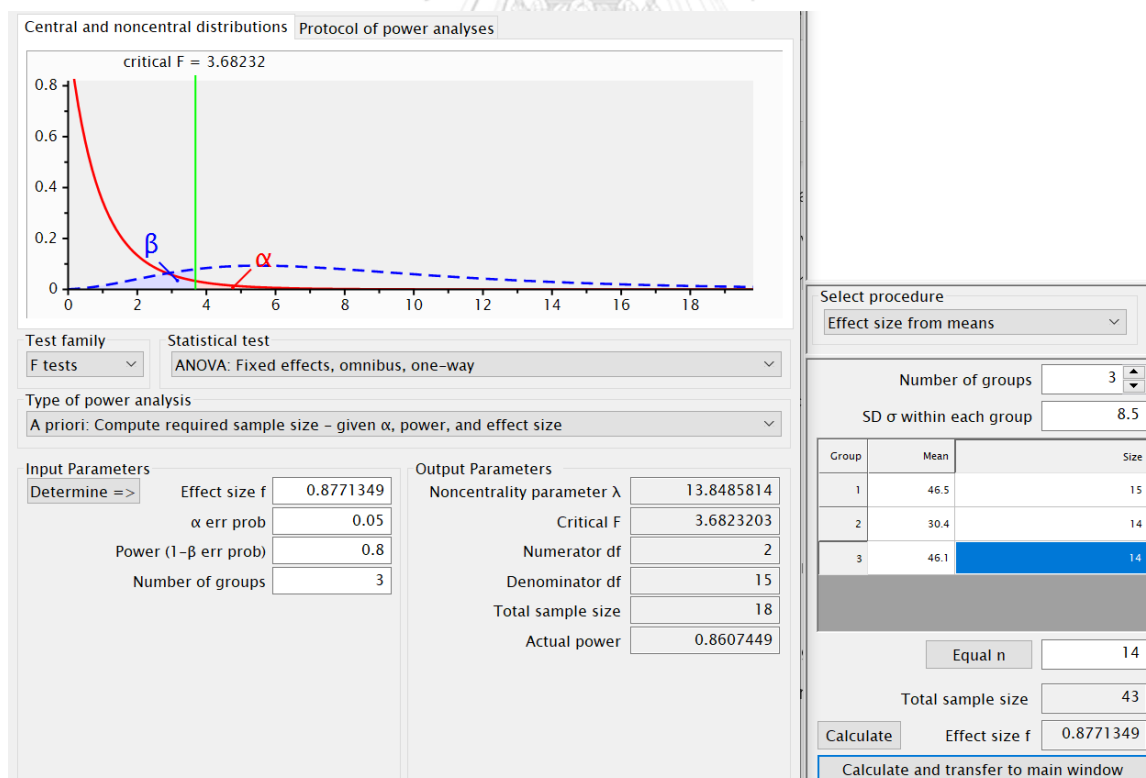 Central and noncentral distributions Protocol of power analyses
critical F = 3.68232
0.8
0.6
0.4
0.2
0
β
α
0 2 4 6 8 10 12 14 16 18
Test family
F tests
Statistical test
ANOVA: Fixed effects, omnibus, one-way
Type of power analysis
A priori: Compute required sample size - given α, power, and effect size
Input Parameters
Determine =>
Effect size f 0.8771349
α err prob 0.05
Power (1-β err prob) 0.8
Number of groups 3
Output Parameters
Noncentrality parameter λ 13.8485814
Critical F 3.6823203
Numerator df 2
Denominator df 15
Total sample size 18
Actual power 0.8607449
Select procedure
Effect size from means
Number of groups 3
SD σ within each group 8.5
Group Mean Size
1 46.5 15
2 30.4 14
3 46.1 14
Equal n 14
Total sample size 43
Calculate Effect size f 0.8771349
Calculate and transfer to main window